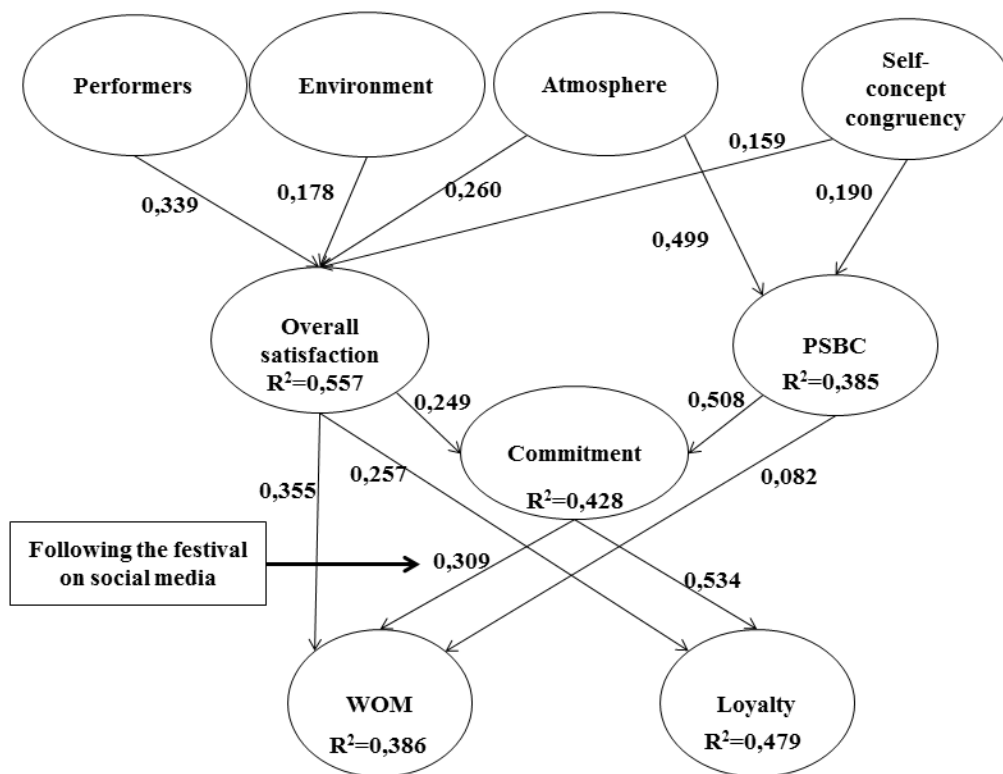 Performers
Environment
Atmosphere
Self-
concept
congruency
0,339
0,178
0,260
0,159
0,190
0,499
Overall
satisfaction
R²=0,557
PSBC
R²=0,385
0,249
0,508
Commitment
R²=0,428
0,355
0,257
0,082
Following the festival
on social media
0,309
0,534
WOM
R²=0,386
Loyalty
R²=0,479